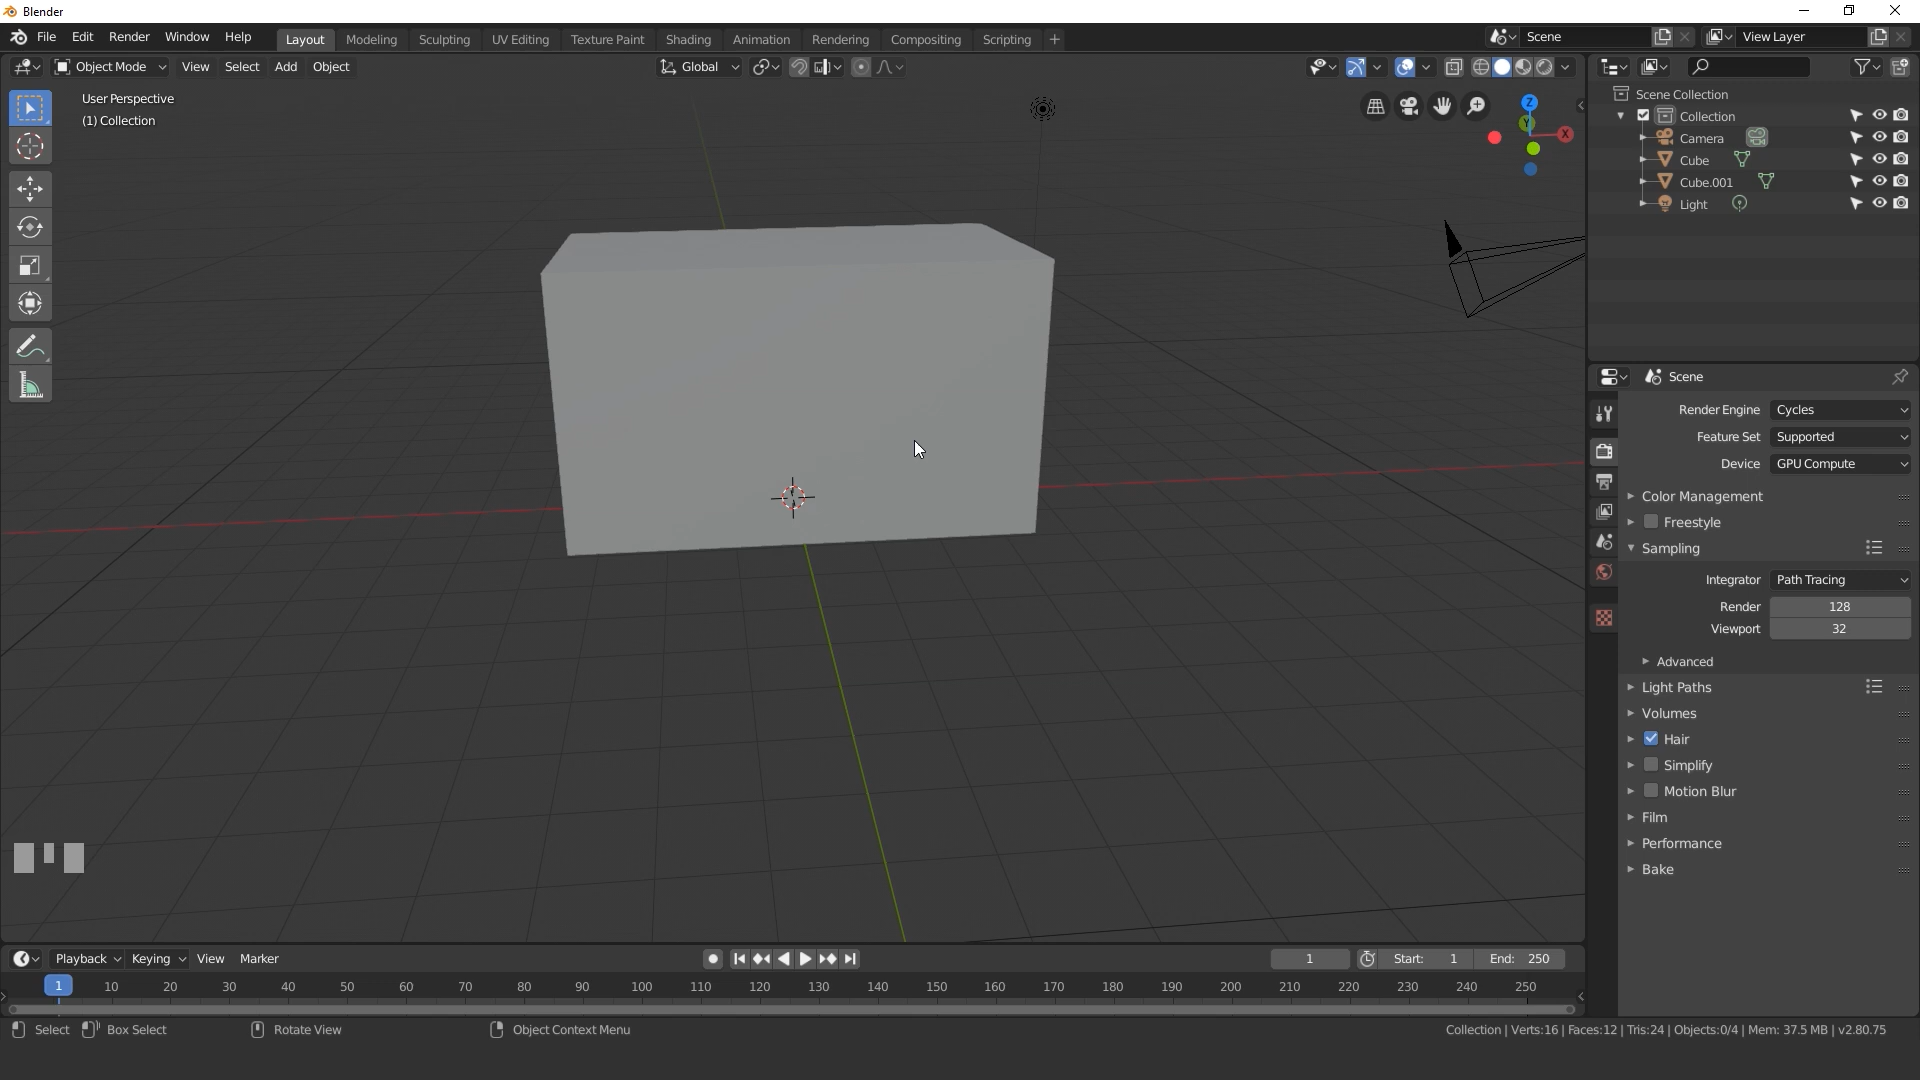 Blender
File Edit Render Window Help Layout Modeling Sculpting UV Editing Texture Paint Shading Animation Rendering Compositing Scripting + Scene View Layer
Object Mode View Select Add Object Global
User Perspective
(1) Collection
Z
Y
X
Scene Collection
Collection
Camera
Cube
Cube.001
Light
Scene
Render Engine Cycles
Feature Set Supported
Device GPU Compute
Color Management
Freestyle
Sampling
Integrator Path Tracing
Render 128
Viewport 32
Advanced
Light Paths
Volumes
Hair
Simplify
Motion Blur
Film
Performance
Bake
Playback Keying View Marker 1 Start: 1 End: 250
1 10 20 30 40 50 60 70 80 90 100 110 120 130 140 150 160 170 180 190 200 210 220 230 240 250
Select Box Select Rotate View Object Context Menu Collection | Verts:16 | Faces:12 | Tris:24 | Objects:0/4 | Mem: 37.5 MB | v2.80.75